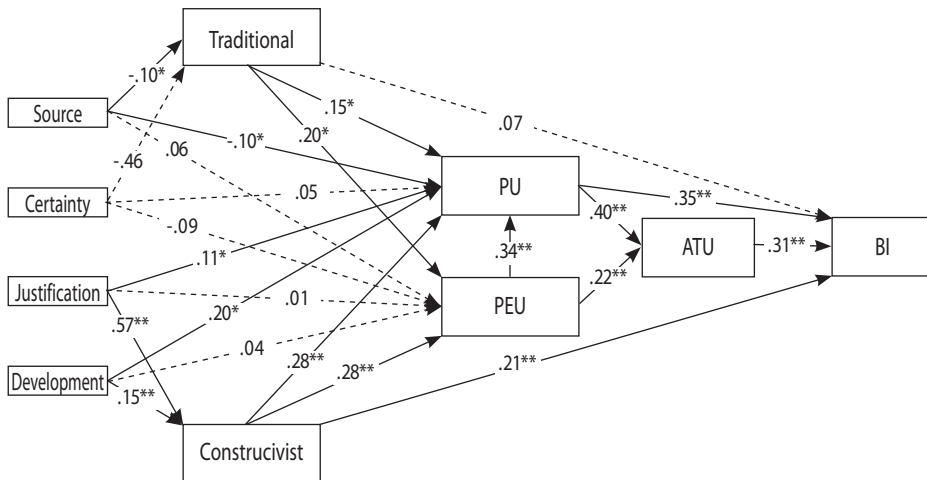 Traditional
-.10*
Source
.15*
.07
.20*
-.10*
.06
-.46
PU
.05
Certainty
.35**
.40**
-.09
ATU
.31**
BI
.34**
.11*
.22**
Justification
.01
PEU
.57**
.20*
.04
.28**
.21**
.28**
Development
.15**
Construcivist